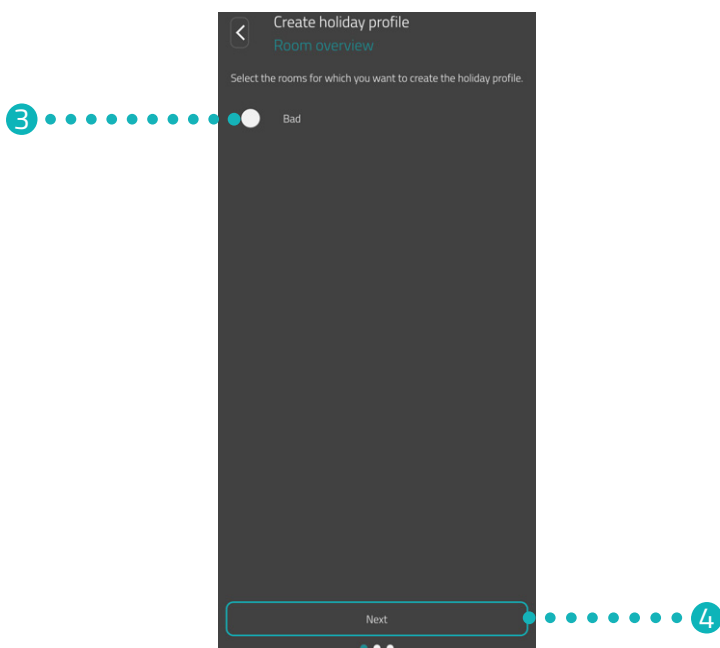 Create holiday profile
Room overview
Select the rooms for which you want to create the holiday profile.
3
Bad
Next
4